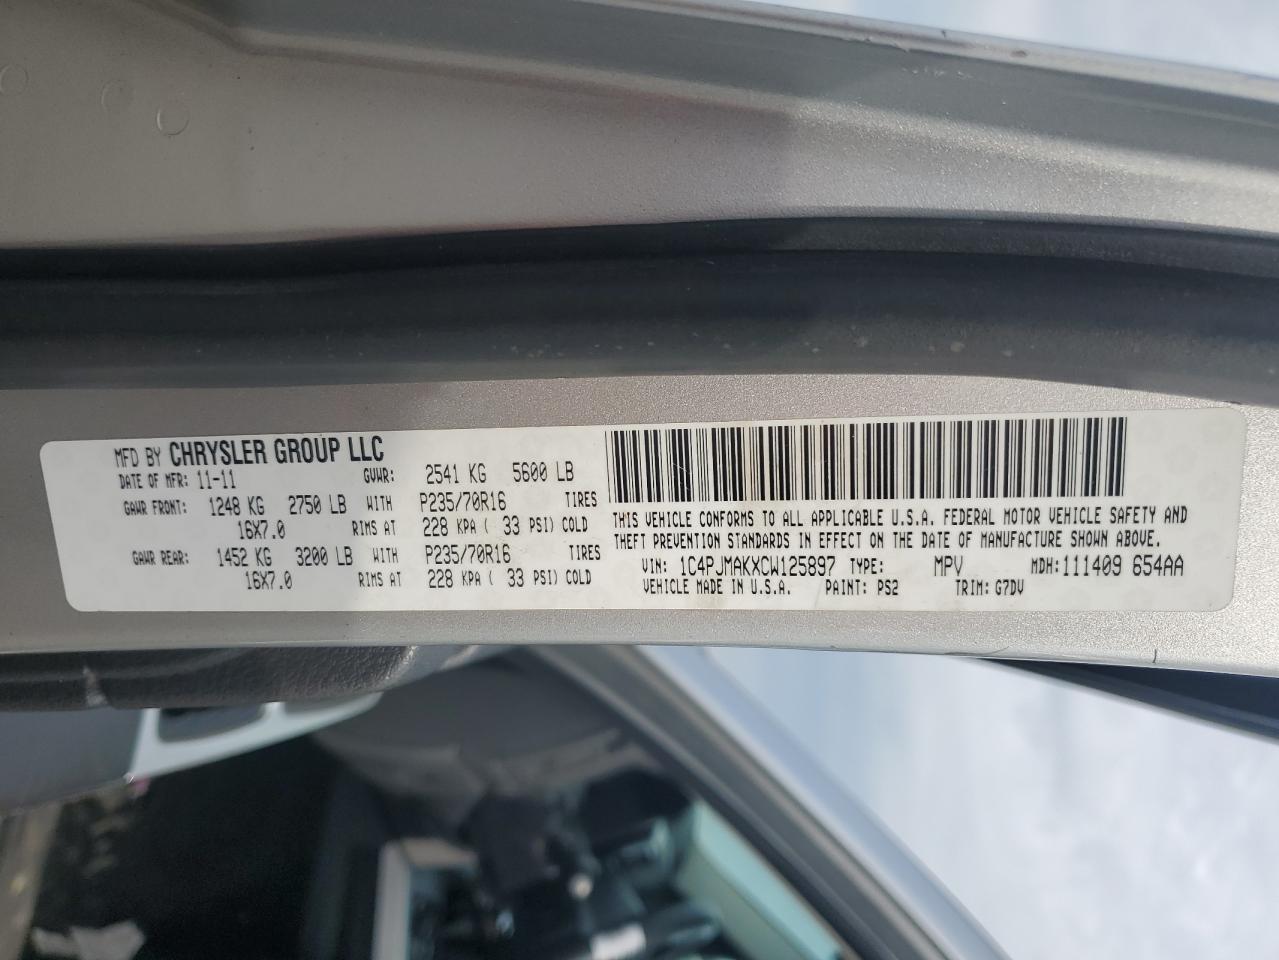 MFD BY CHRYSLER GROUP LLC
DATE OF MFR: 11-11 GVWR: 2541 KG 5600 LB
GAWR FRONT: 1248 KG 2750 LB WITH P235/70R16 TIRES
16X7.0 RIMS AT 228 KPA ( 33 PSI) COLD
GAWR REAR: 1452 KG 3200 LB WITH P235/70R16 TIRES
16X7.0 RIMS AT 228 KPA ( 33 PSI) COLD
THIS VEHICLE CONFORMS TO ALL APPLICABLE U.S.A. FEDERAL MOTOR VEHICLE SAFETY AND
THEFT PREVENTION STANDARDS IN EFFECT ON THE DATE OF MANUFACTURE SHOWN ABOVE.
VIN: 1C4PJMAKXCW125897 TYPE: MPV MDH:111409 654AA
VEHICLE MADE IN U.S.A. PAINT: PS2 TRIM: G7DV